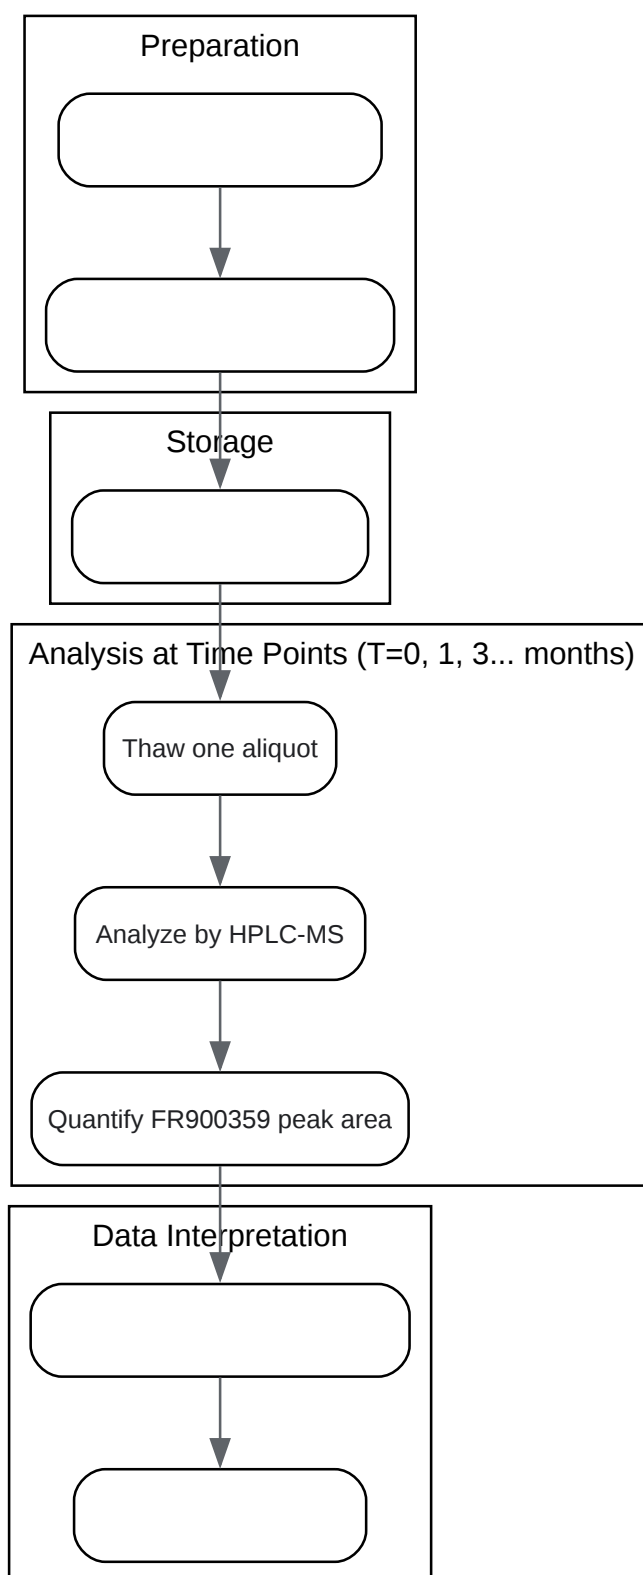 Preparation
Storage
Analysis at Time Points (T=0, 1, 3... months)
Thaw one aliquot
Analyze by HPLC-MS
Quantify FR900359 peak area
Data Interpretation